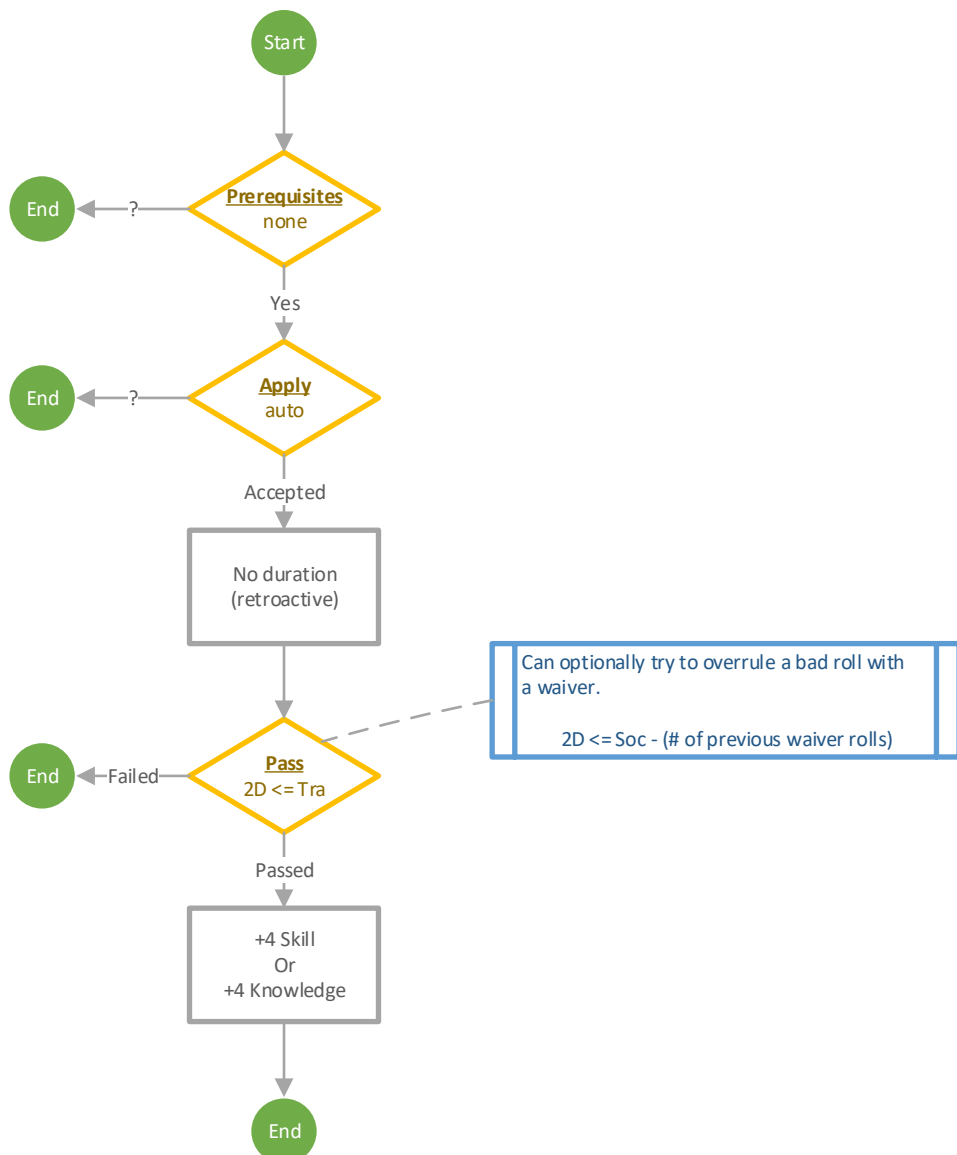 Start
Prerequisites
none
?
End
Yes
Apply
auto
?
End
Accepted
No duration
(retroactive)
Can optionally try to overrule a bad roll with
a waiver.
2D <= Soc - (# of previous waiver rolls)
Pass
2D <= Tra
Failed
End
Passed
+4 Skill
Or
+4 Knowledge
End